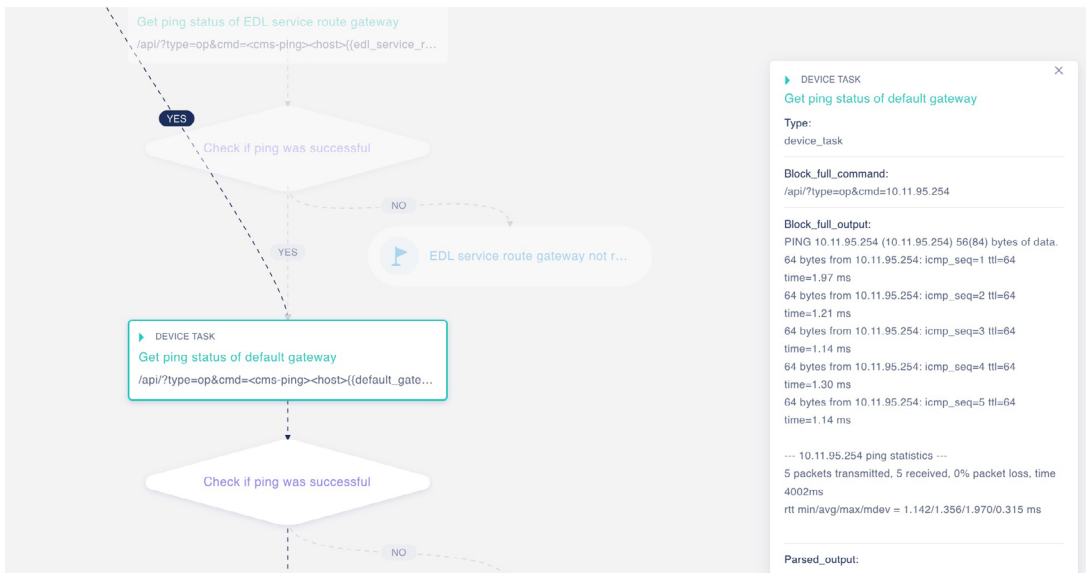 Get ping status of EDL service route gateway
/api/?type=op&cmd=<cms-ping><host>{{edl_service_r...
YES
Check if ping was successful
NO
YES
EDL service route gateway not r...
DEVICE TASK
Get ping status of default gateway
/api/?type=op&cmd=<cms-ping><host>{{default_gate...
Check if ping was successful
NO
DEVICE TASK
Get ping status of default gateway
Type:
device_task
Block_full_command:
/api/?type=op&cmd=10.11.95.254
Block_full_output:
PING 10.11.95.254 (10.11.95.254) 56(84) bytes of data.
64 bytes from 10.11.95.254: icmp_seq=1 ttl=64
time=1.97 ms
64 bytes from 10.11.95.254: icmp_seq=2 ttl=64
time=1.21 ms
64 bytes from 10.11.95.254: icmp_seq=3 ttl=64
time=1.14 ms
64 bytes from 10.11.95.254: icmp_seq=4 ttl=64
time=1.30 ms
64 bytes from 10.11.95.254: icmp_seq=5 ttl=64
time=1.14 ms
--- 10.11.95.254 ping statistics ---
5 packets transmitted, 5 received, 0% packet loss, time
4002ms
rtt min/avg/max/mdev = 1.142/1.356/1.970/0.315 ms
Parsed_output: